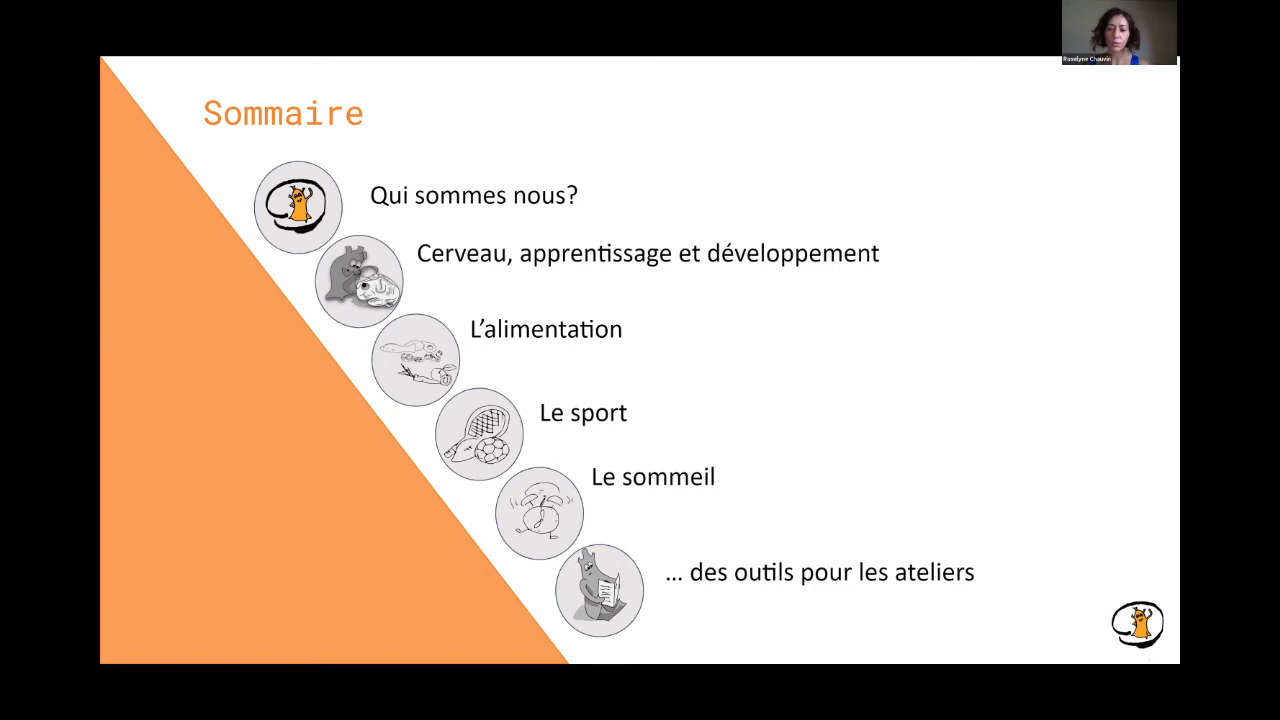 Roselyne Chauvin
Sommaire
Qui sommes nous?
Cerveau, apprentissage et développement
L’alimentation
Le sport
Le sommeil
... des outils pour les ateliers